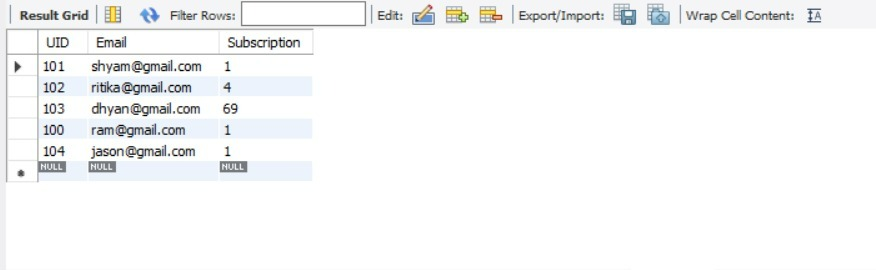 Result Grid Filter Rows: Edit: Export/Import: Wrap Cell Content: IA
UID Email Subscription
101 shyam@gmail.com 1
102 ritika@gmail.com 4
103 dhyan@gmail.com 69
100 ram@gmail.com 1
104 jason@gmail.com 1
NULL NULL NULL